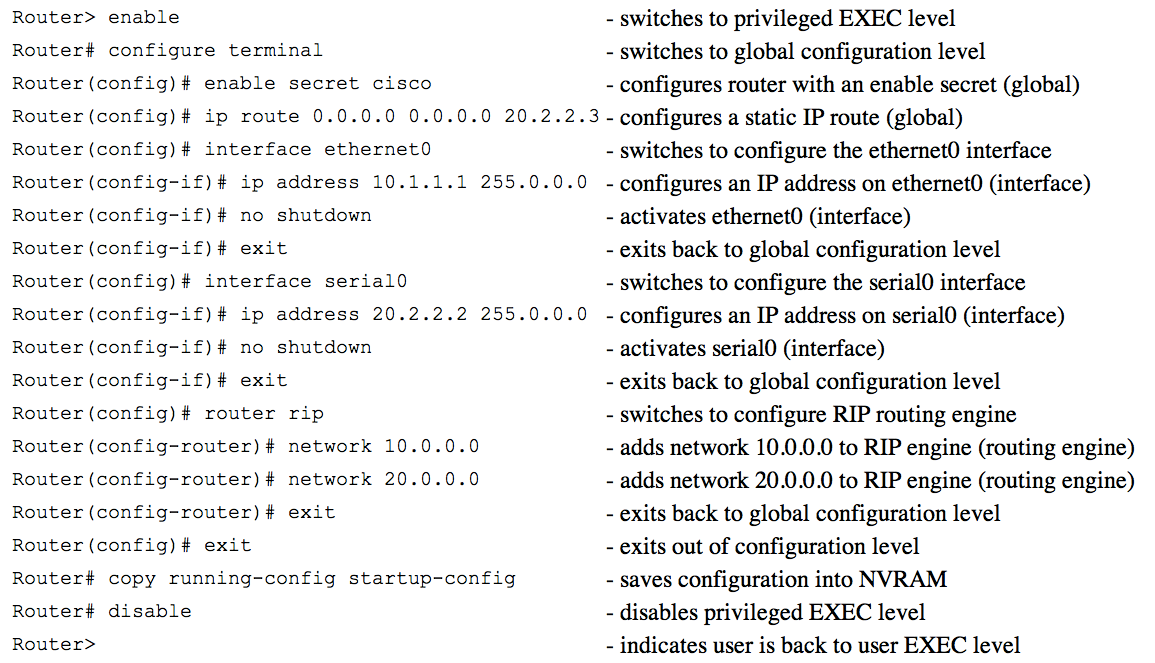 Router> enable - switches to privileged EXEC level
Router# configure terminal - switches to global configuration level
Router(config)# enable secret cisco - configures router with an enable secret (global)
Router(config)# ip route 0.0.0.0 0.0.0.0 20.2.2.3 - configures a static IP route (global)
Router(config)# interface ethernet0 - switches to configure the ethernet0 interface
Router(config-if)# ip address 10.1.1.1 255.0.0.0 - configures an IP address on ethernet0 (interface)
Router(config-if)# no shutdown - activates ethernet0 (interface)
Router(config-if)# exit - exits back to global configuration level
Router(config)# interface serial0 - switches to configure the serial0 interface
Router(config-if)# ip address 20.2.2.2 255.0.0.0 - configures an IP address on serial0 (interface)
Router(config-if)# no shutdown - activates serial0 (interface)
Router(config-if)# exit - exits back to global configuration level
Router(config)# router rip - switches to configure RIP routing engine
Router(config-router)# network 10.0.0.0 - adds network 10.0.0.0 to RIP engine (routing engine)
Router(config-router)# network 20.0.0.0 - adds network 20.0.0.0 to RIP engine (routing engine)
Router(config-router)# exit - exits back to global configuration level
Router(config)# exit - exits out of configuration level
Router# copy running-config startup-config - saves configuration into NVRAM
Router# disable - disables privileged EXEC level
Router> - indicates user is back to user EXEC level